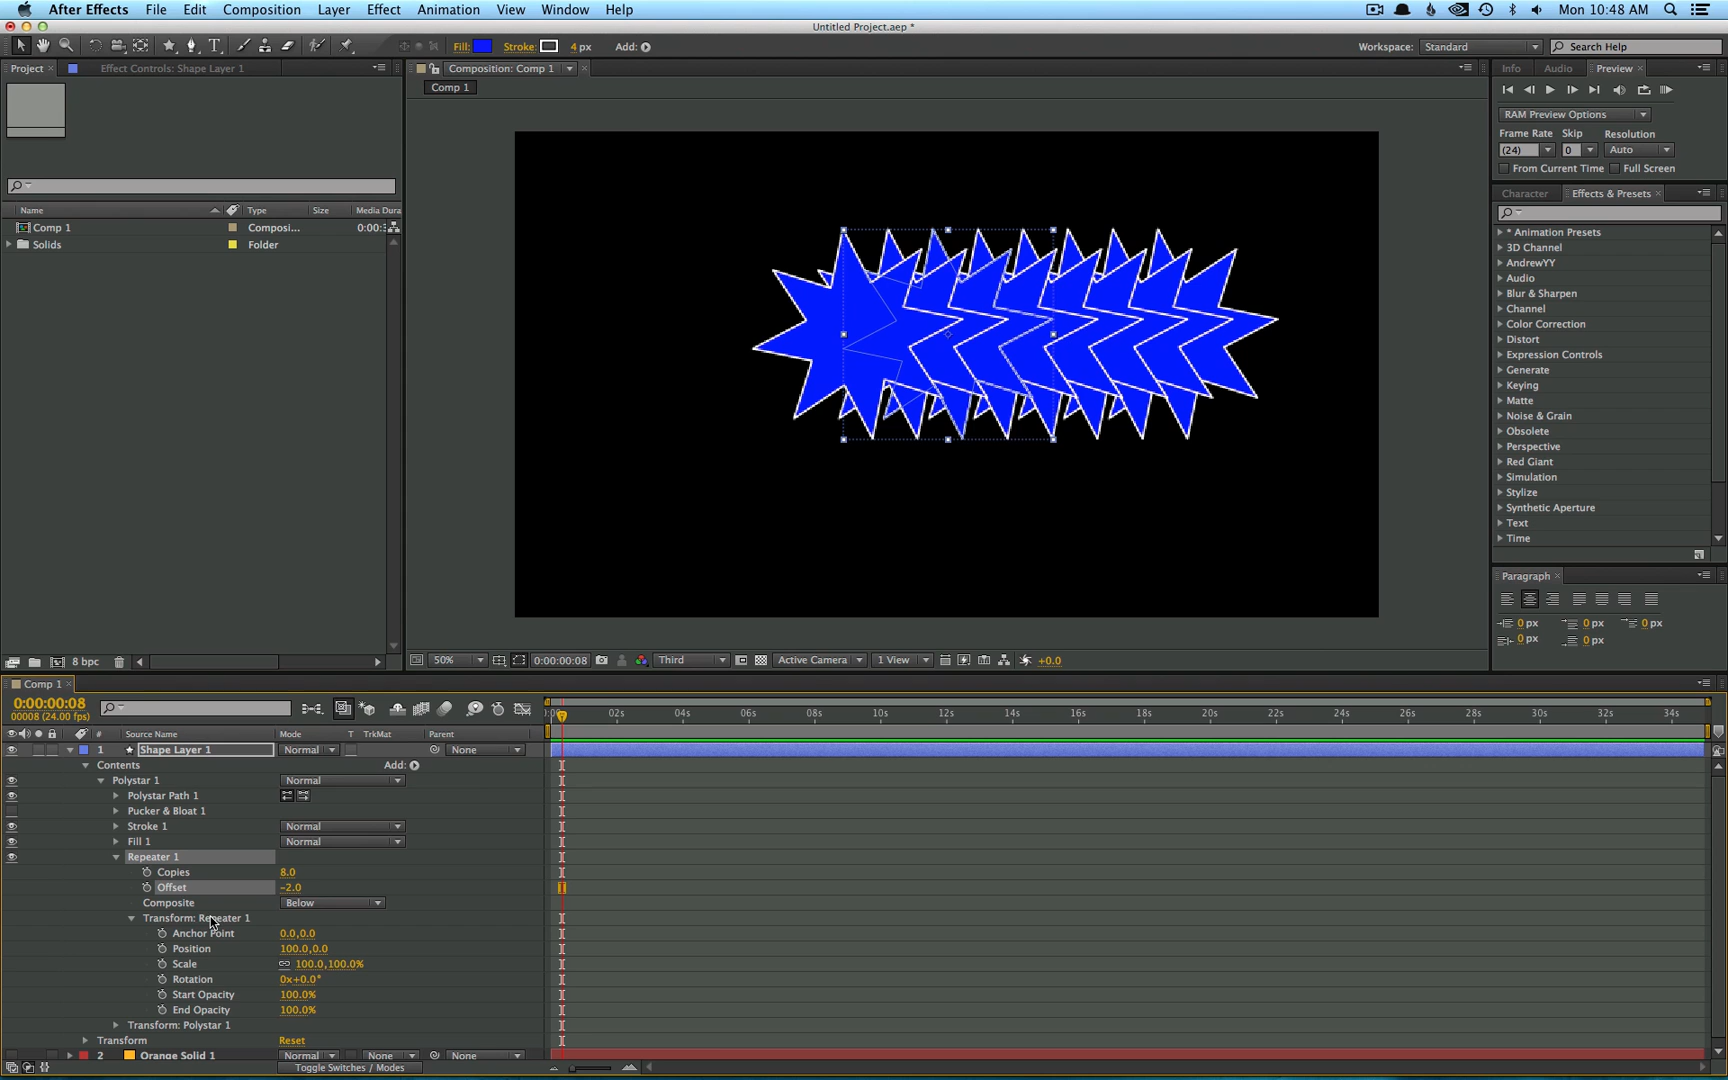 After Effects File Edit Composition Layer Effect Animation View Window Help Mon 10:48 AM
Untitled Project.aep *
Fill: Stroke: 4 px Add: Workspace: Standard Search Help
Project Effect Controls: Shape Layer 1 Composition: Comp 1 Info Audio Preview
Comp 1
RAM Preview Options
Frame Rate Skip Resolution
(24) 0 Auto
From Current Time Full Screen
Character Effects & Presets
Name Type Size Media Dura
Comp 1 Composi... 0:00:
Solids Folder
* Animation Presets
3D Channel
AndrewYY
Audio
Blur & Sharpen
Channel
Color Correction
Distort
Expression Controls
Generate
Keying
Matte
Noise & Grain
Obsolete
Perspective
Red Giant
Simulation
Stylize
Synthetic Aperture
Text
Time
Paragraph
0 px 0 px 0 px
0 px 0 px
8 bpc 50% 0:00:00:08 Third Active Camera 1 View +0.0
Comp 1
0:00:00:08
00008 (24.00 fps)
02s 04s 06s 08s 10s 12s 14s 16s 18s 20s 22s 24s 26s 28s 30s 32s 34s
# Source Name Mode T TrkMat Parent
1 Shape Layer 1 Normal None
Contents Add:
Polystar 1 Normal
Polystar Path 1
Pucker & Bloat 1
Stroke 1 Normal
Fill 1 Normal
Repeater 1
Copies 8.0
Offset -2.0
Composite Below
Transform: Repeater 1
Anchor Point 0.0,0.0
Position 100.0,0.0
Scale 100.0,100.0%
Rotation 0x+0.0°
Start Opacity 100.0%
End Opacity 100.0%
Transform: Polystar 1
Transform Reset
2 Orange Solid 1 Normal None None
Toggle Switches / Modes